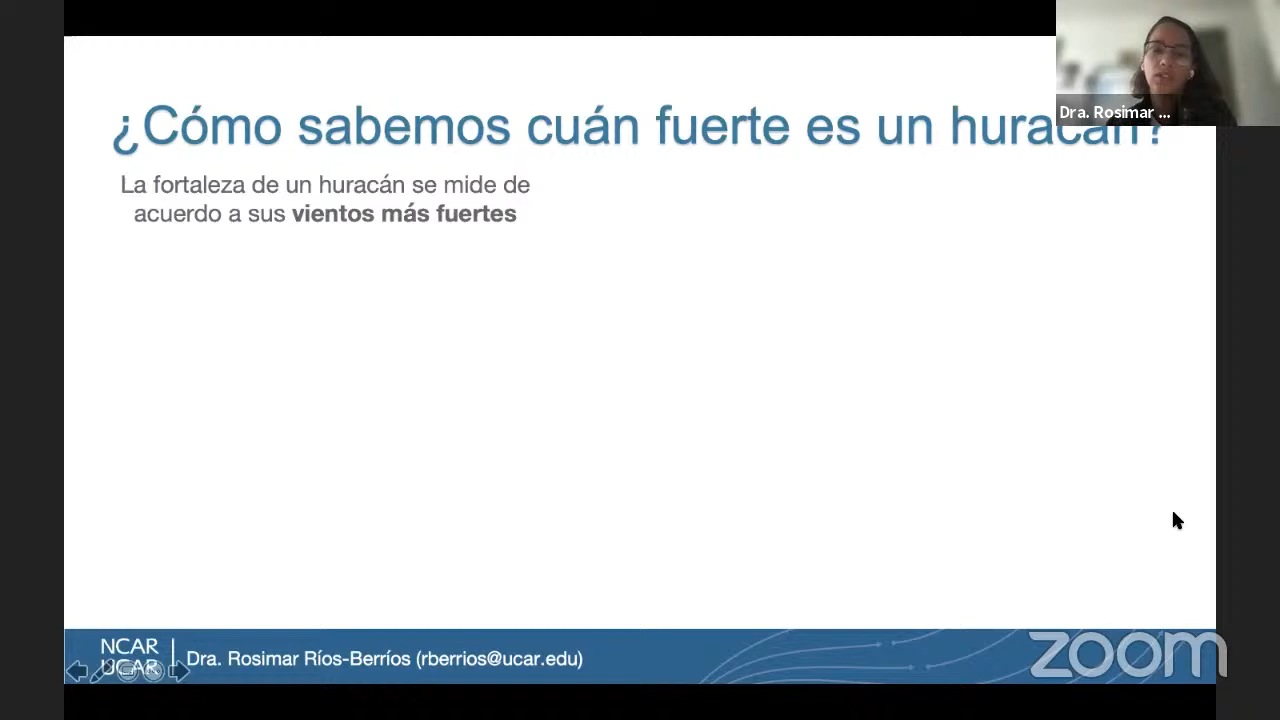 ¿Cómo sabemos cuán fuerte es un huracán?
Dra. Rosimar ...
La fortaleza de un huracán se mide de
acuerdo a sus vientos más fuertes
NCAR
UCAR
Dra. Rosimar Ríos-Berríos (rberrios@ucar.edu)
zoom